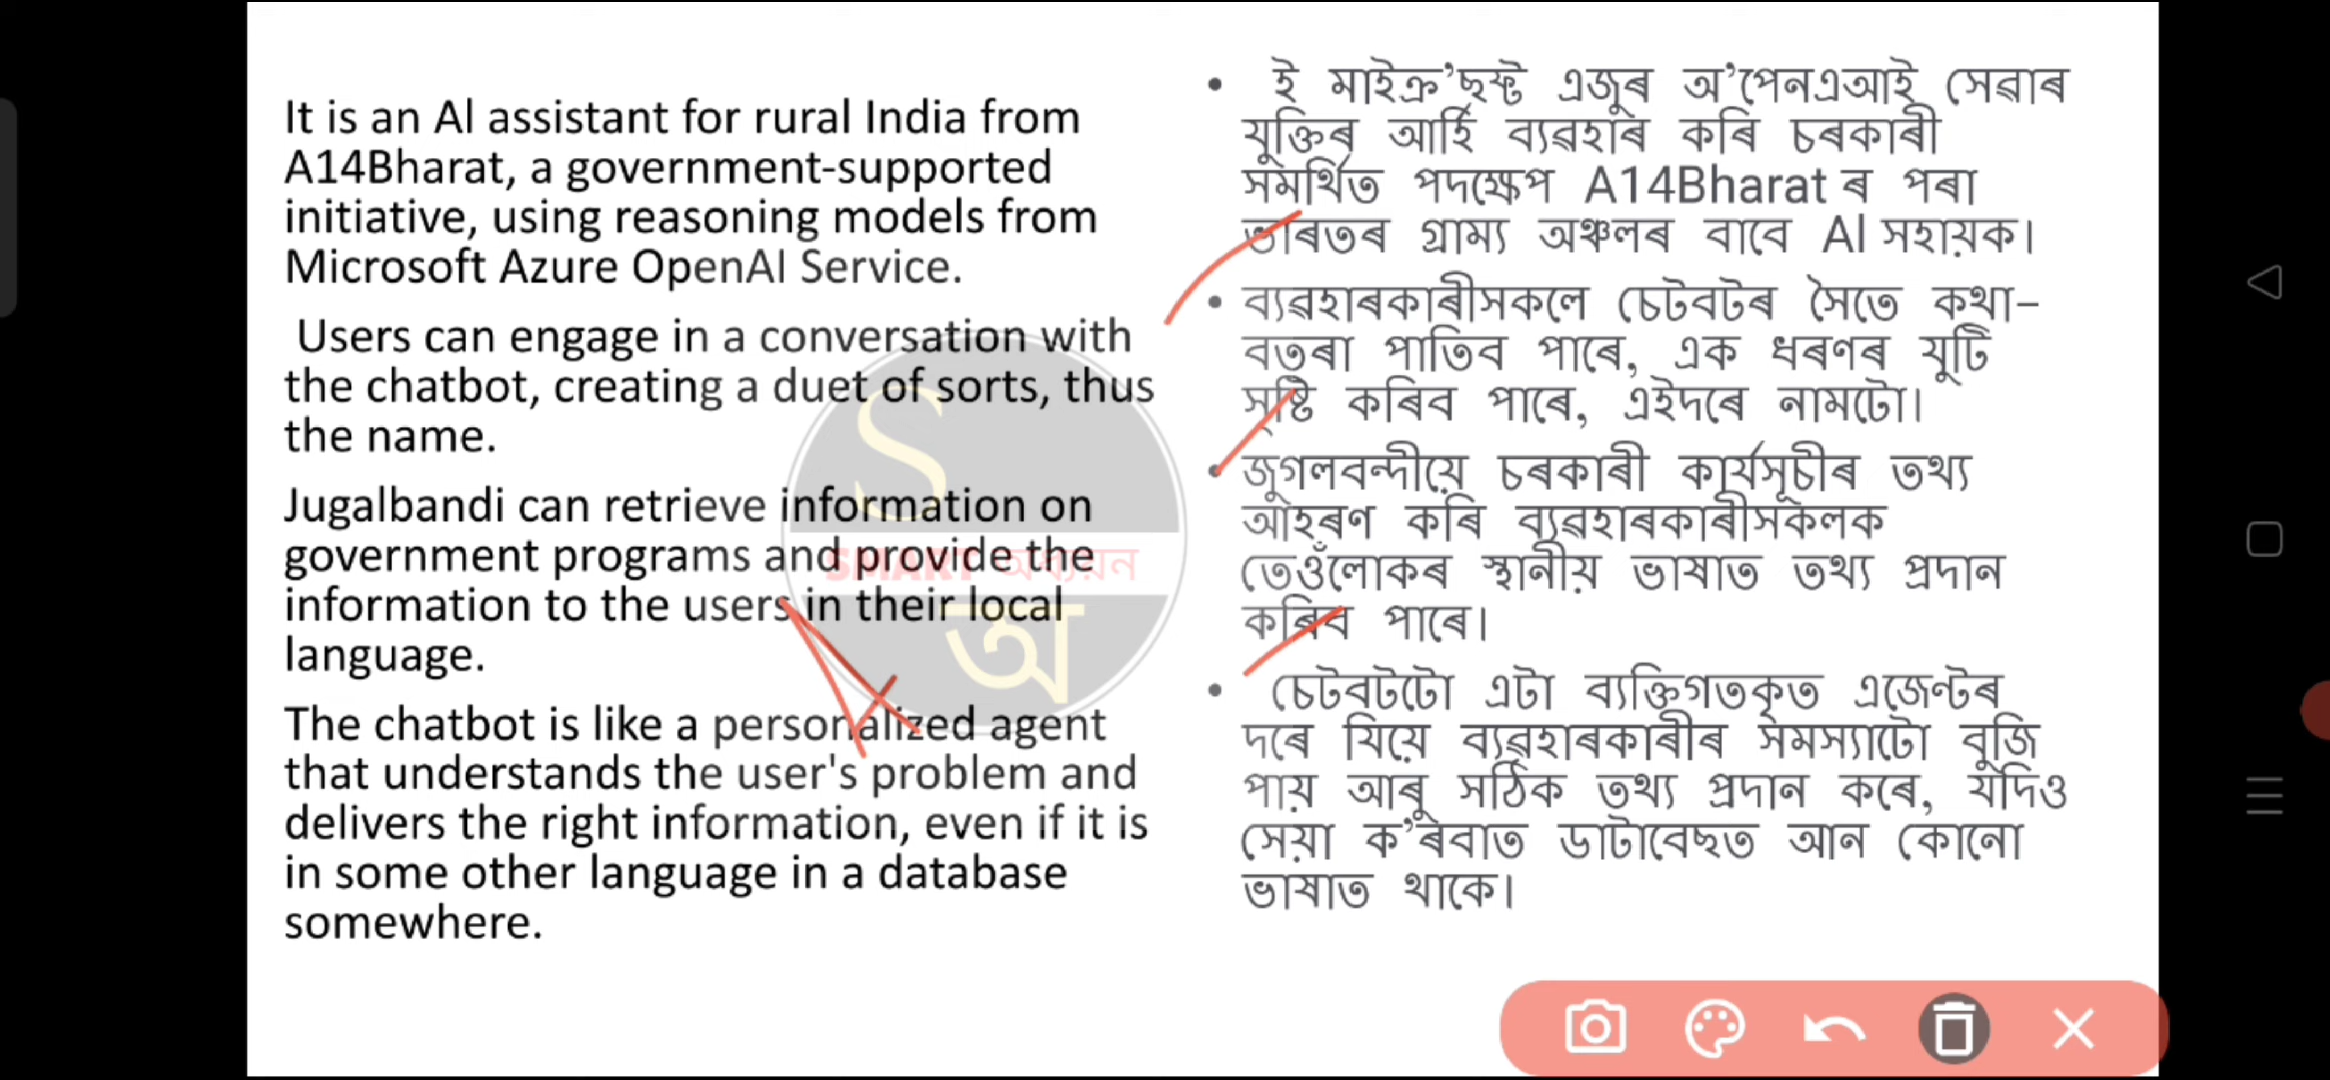 It is an Al assistant for rural India from
A14Bharat, a government-supported
initiative, using reasoning models from
Microsoft Azure OpenAI Service.
Users can engage in a conversation with
the chatbot, creating a duet of sorts, thus
the name.
Jugalbandi can retrieve information on
government programs and provide the
information to the users in their local
language.
The chatbot is like a personalized agent
that understands the user's problem and
delivers the right information, even if it is
in some other language in a database
somewhere.
• ই মাইক্ৰ’ছফ্ট এজুৰ অ’পেনএআই সেৱাৰ
যুক্তিৰ আৰ্হি ব্যৱহাৰ কৰি চৰকাৰী
সমৰ্থিত পদক্ষেপ A14Bharat ৰ পৰা
ভাৰতৰ গ্ৰাম্য অঞ্চলৰ বাবে Al সহায়ক।
• ব্যৱহাৰকাৰীসকলে চেটবটৰ সৈতে কথা-
বতৰা পাতিব পাৰে, এক ধৰণৰ যুটি
সৃষ্টি কৰিব পাৰে, এইদৰে নামটো।
• জুগলবন্দীয়ে চৰকাৰী কাৰ্যসূচীৰ তথ্য
আহৰণ কৰি ব্যৱহাৰকাৰীসকলক
তেওঁলোকৰ স্থানীয় ভাষাত তথ্য প্ৰদান
কৰিব পাৰে।
• চেটবটটো এটা ব্যক্তিগতকৃত এজেন্টৰ
দৰে যিয়ে ব্যৱহাৰকাৰীৰ সমস্যাটো বুজি
পায় আৰু সঠিক তথ্য প্ৰদান কৰে, যদিও
সেয়া ক’ৰবাত ডাটাবেছত আন কোনো
ভাষাত থাকে।
S
SMART অধ্যয়ন
অ